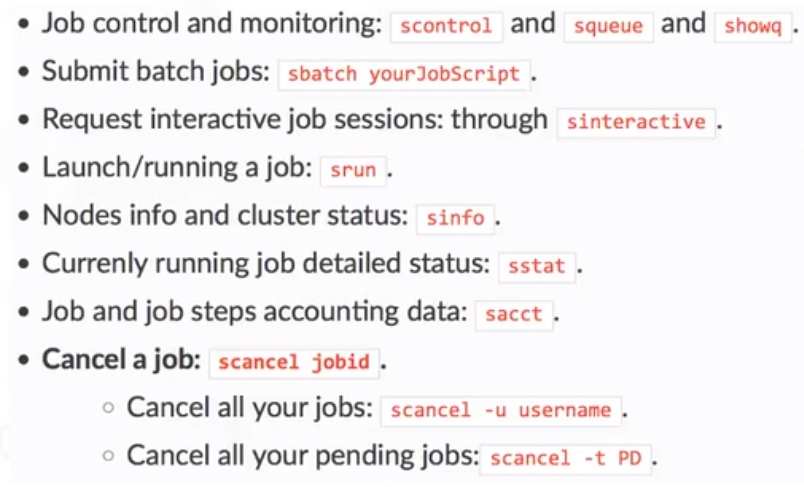 • Job control and monitoring: scontrol and squeue and showq .
• Submit batch jobs: sbatch yourJobScript .
• Request interactive job sessions: through sinteractive .
• Launch/running a job: srun .
• Nodes info and cluster status: sinfo .
• Currenly running job detailed status: sstat .
• Job and job steps accounting data: sacct .
• Cancel a job: scancel jobid .
◦ Cancel all your jobs: scancel -u username .
◦ Cancel all your pending jobs: scancel -t PD .